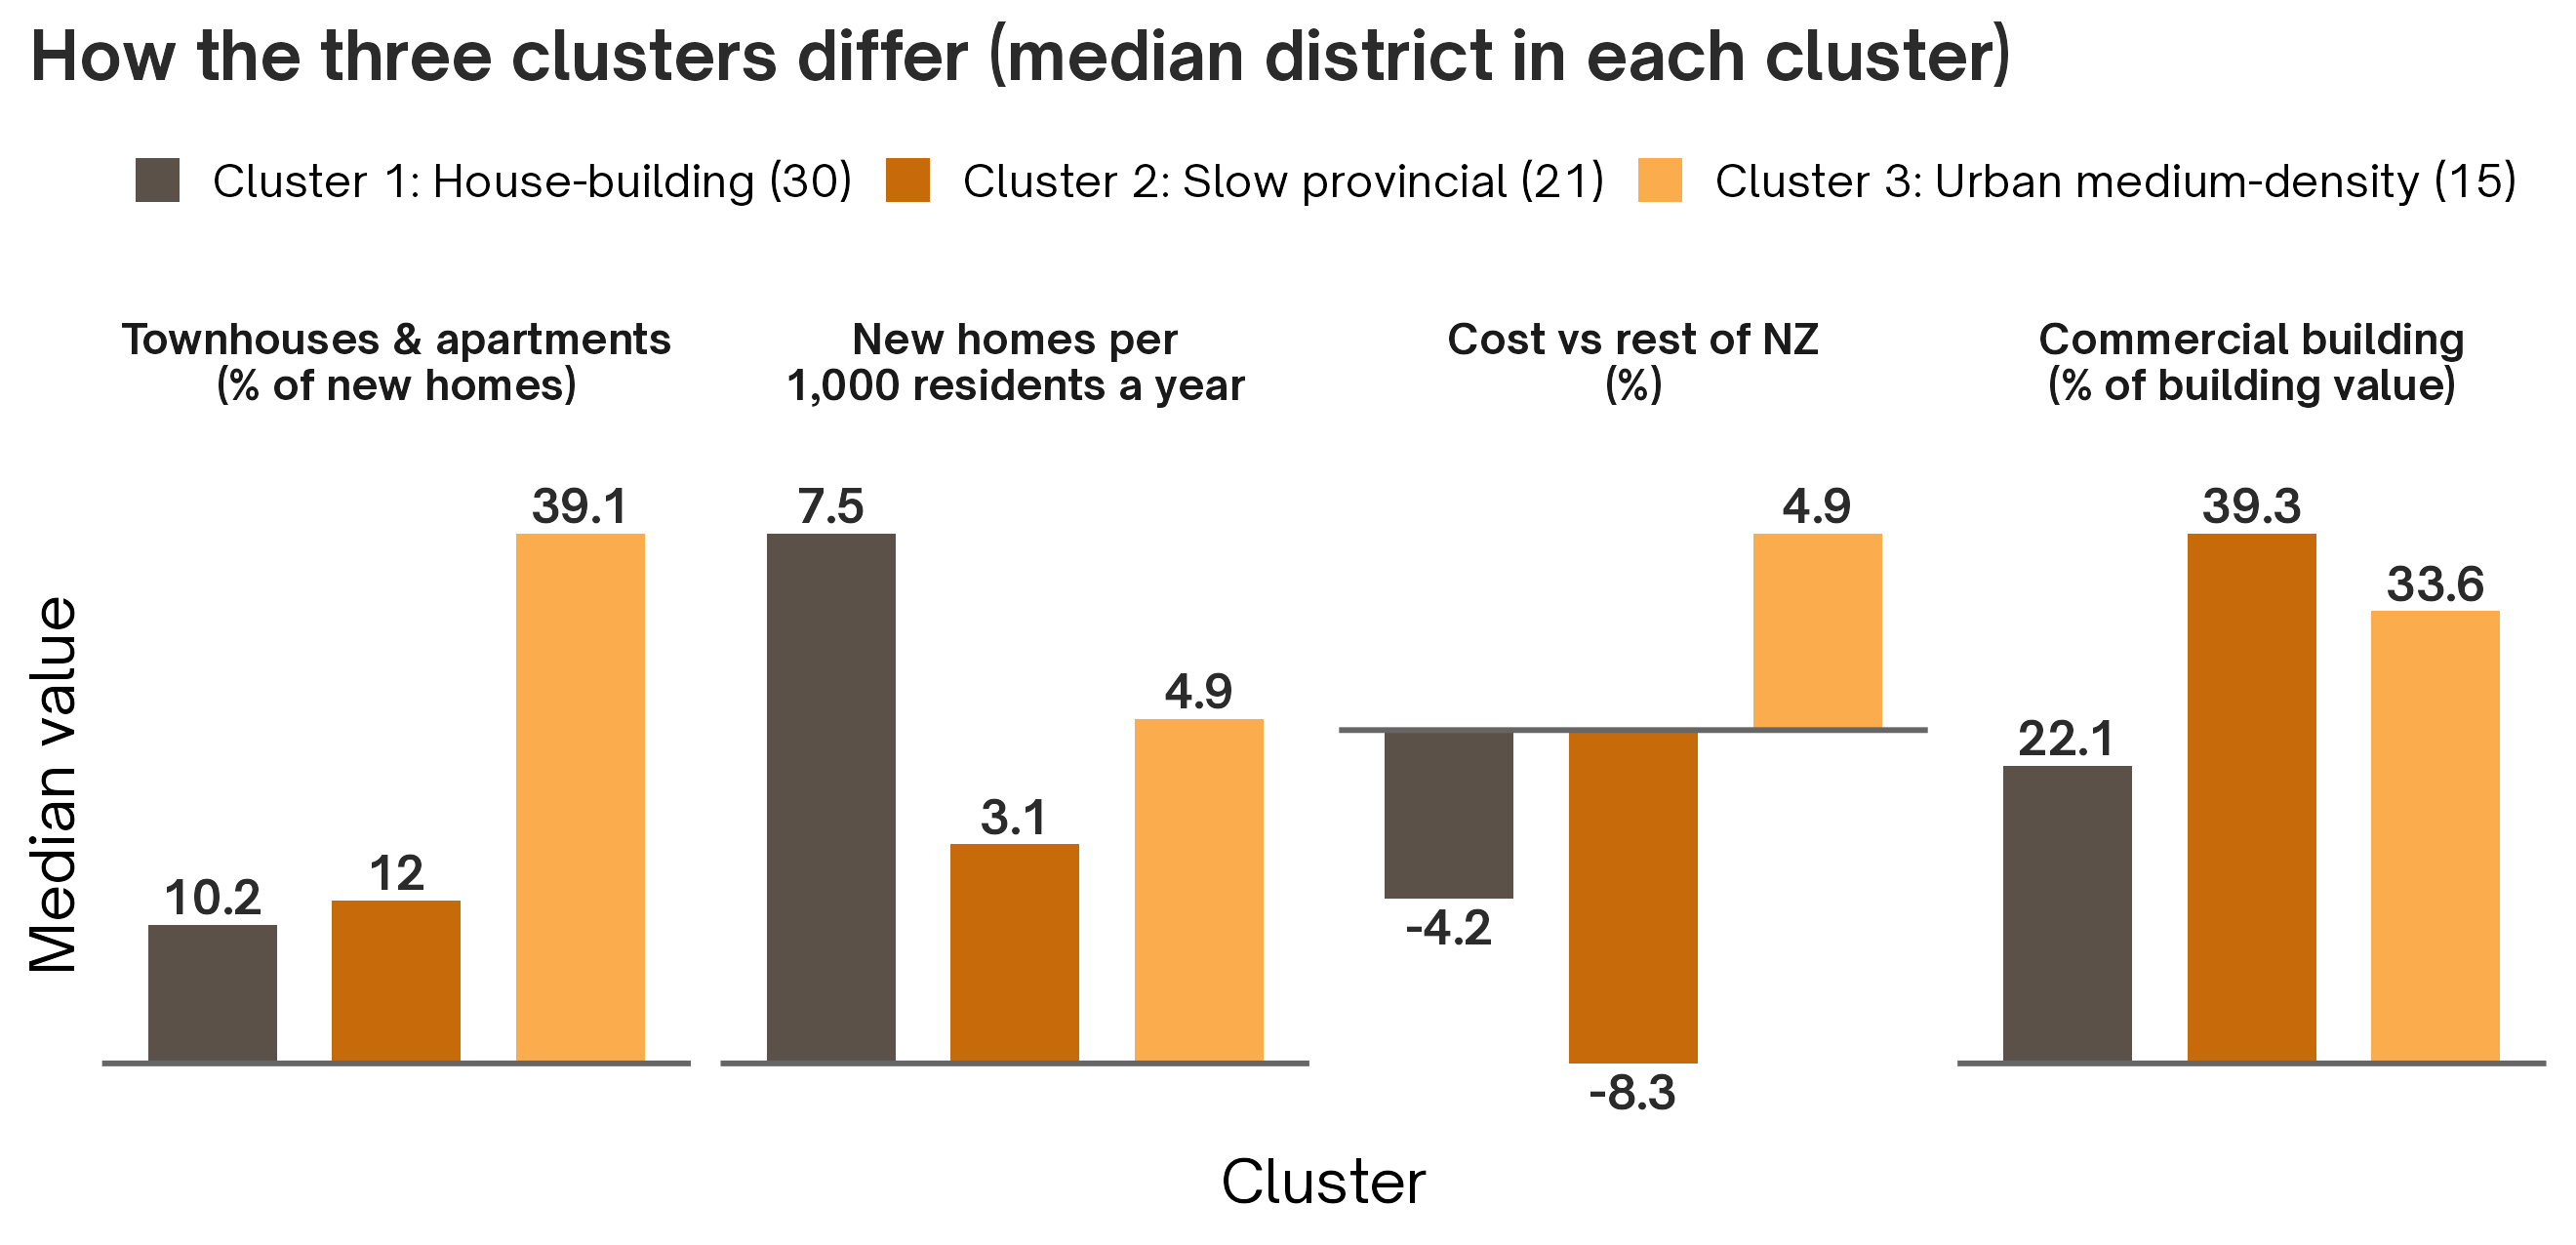 How the three clusters differ (median district in each cluster)
Cluster 1: House-building (30) Cluster 2: Slow provincial (21) Cluster 3: Urban medium-density (15)
Townhouses & apartments
(% of new homes)
New homes per
1,000 residents a year
Cost vs rest of NZ
(%)
Commercial building
(% of building value)
Median value
10.2
12
39.1
7.5
3.1
4.9
-4.2
-8.3
4.9
22.1
39.3
33.6
Cluster